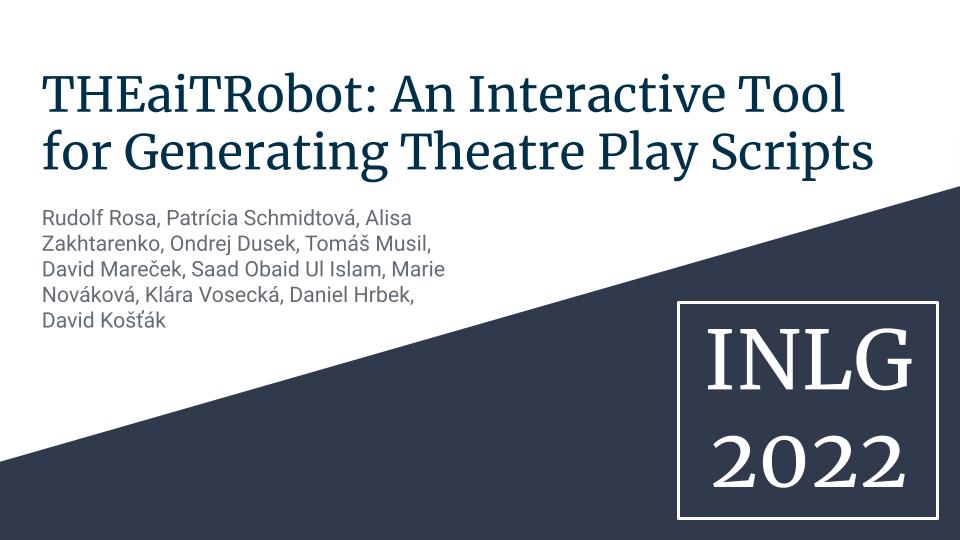 THEaiTRobot: An Interactive Tool
for Generating Theatre Play Scripts
Rudolf Rosa, Patrícia Schmidtová, Alisa
Zakhtarenko, Ondrej Dusek, Tomáš Musil,
David Mareček, Saad Obaid Ul Islam, Marie
Nováková, Klára Vosecká, Daniel Hrbek,
David Košťák
INLG
2022